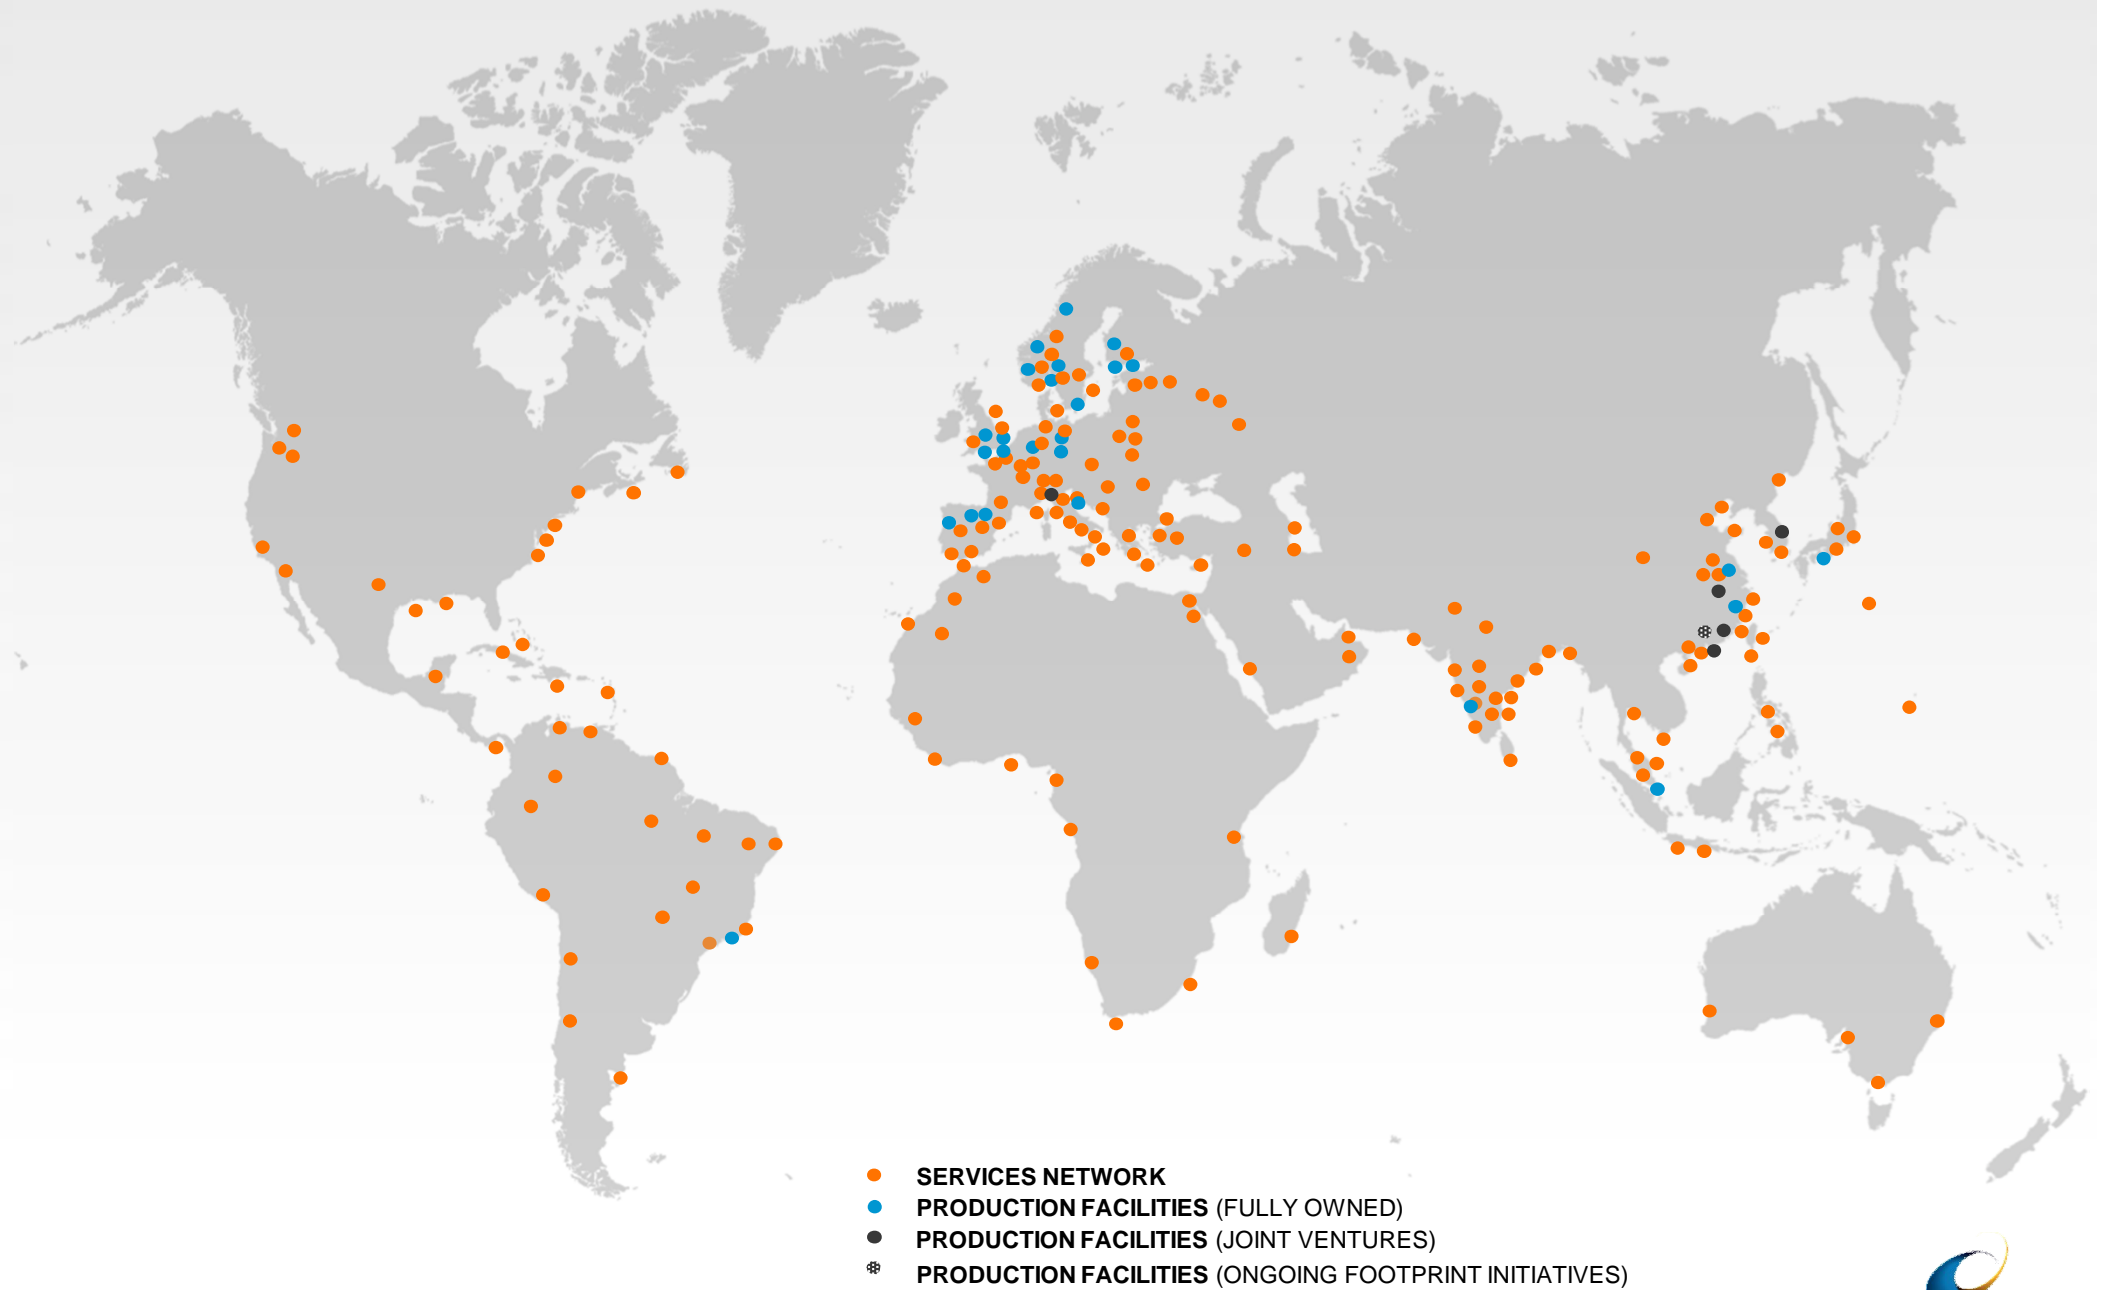 SERVICES NETWORK
PRODUCTION FACILITIES (FULLY OWNED)
PRODUCTION FACILITIES (JOINT VENTURES)
PRODUCTION FACILITIES (ONGOING FOOTPRINT INITIATIVES)